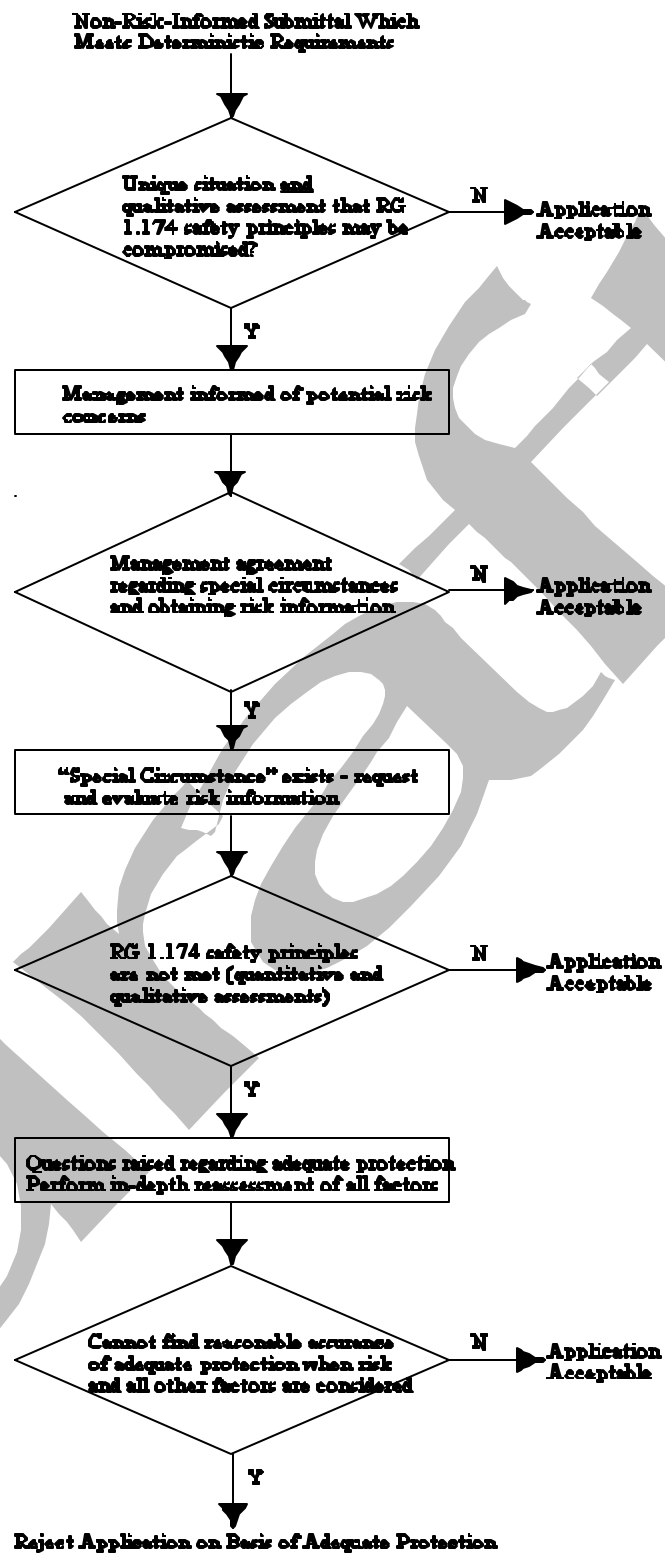 Non-Risk-Informed Submittal Which
Meets Deterministic Requirements
Unique situation and
qualitative assessment that RG
1.174 safety principles may be
compromised?
N
Application
Acceptable
Y
Management informed of potential risk
concerns
Management agreement
regarding special circumstances
and obtaining risk information
N
Application
Acceptable
Y
“Special Circumstance” exists - request
and evaluate risk information
RG 1.174 safety principles
are not met (quantitative and
qualitative assessments)
N
Application
Acceptable
Y
Questions raised regarding adequate protection
Perform in-depth reassessment of all factors
Cannot find reasonable assurance
of adequate protection when risk
and all other factors are considered
N
Application
Acceptable
Y
Reject Application on Basis of Adequate Protection
Draft